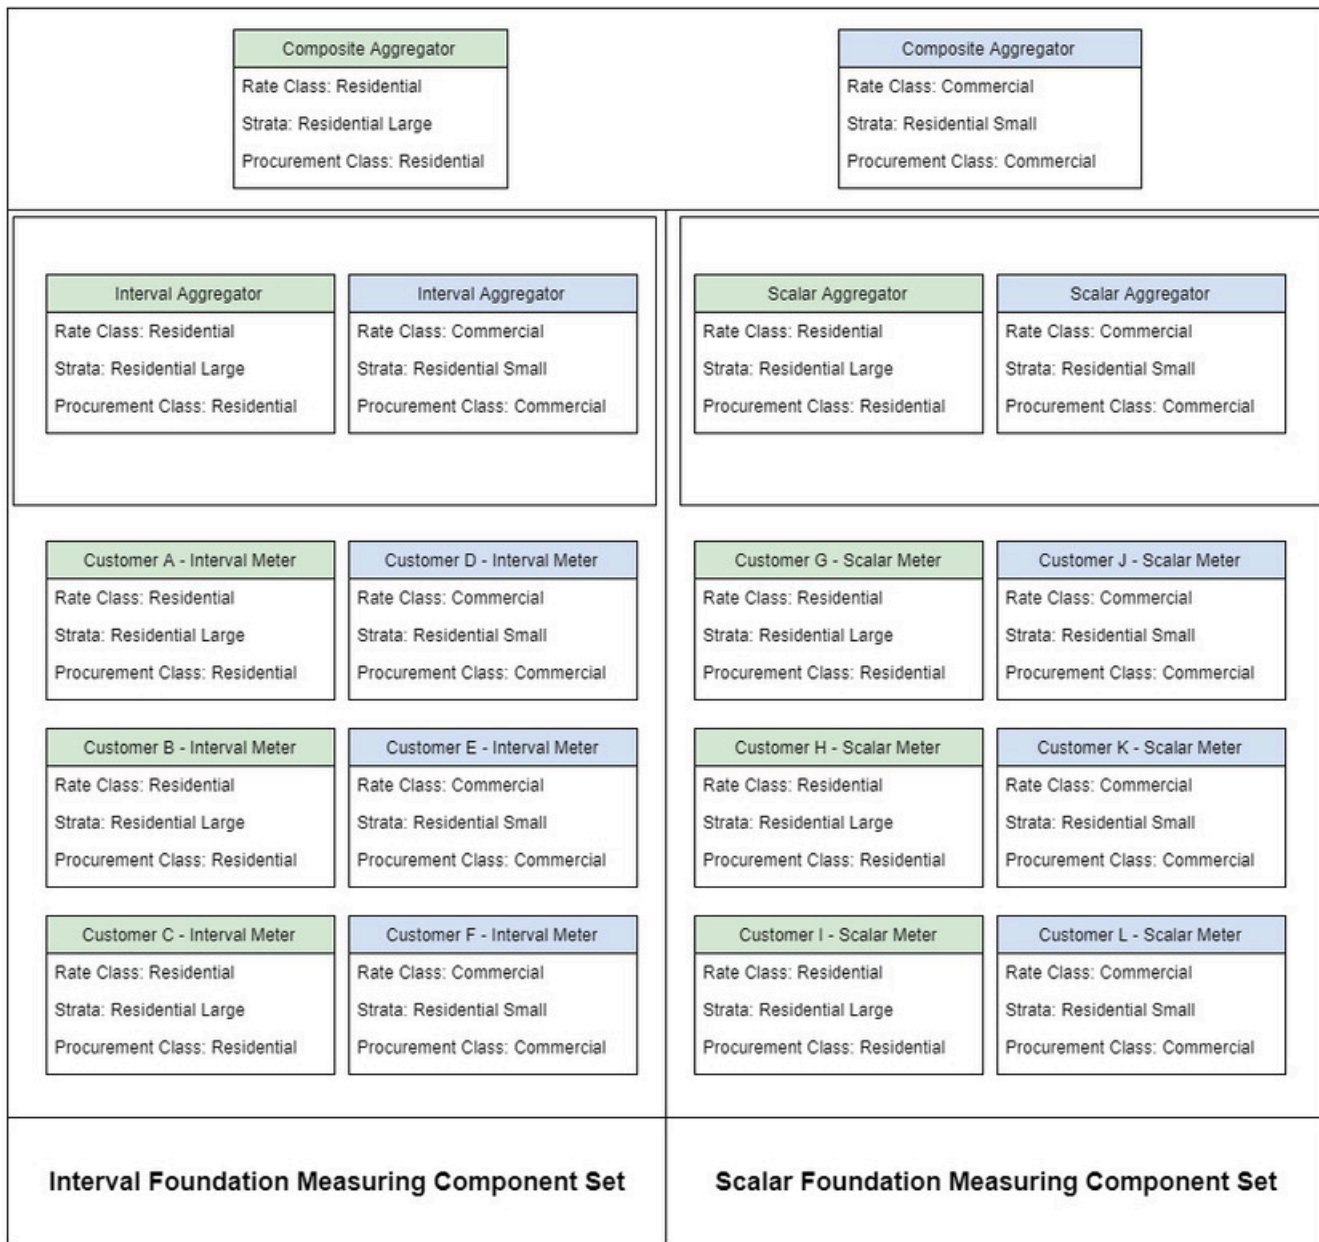 Composite Aggregator
Rate Class: Residential
Strata: Residential Large
Procurement Class: Residential
Composite Aggregator
Rate Class: Commercial
Strata: Residential Small
Procurement Class: Commercial
Interval Aggregator
Rate Class: Residential
Strata: Residential Large
Procurement Class: Residential
Interval Aggregator
Rate Class: Commercial
Strata: Residential Small
Procurement Class: Commercial
Scalar Aggregator
Rate Class: Residential
Strata: Residential Large
Procurement Class: Residential
Scalar Aggregator
Rate Class: Commercial
Strata: Residential Small
Procurement Class: Commercial
Customer A - Interval Meter
Rate Class: Residential
Strata: Residential Large
Procurement Class: Residential
Customer D - Interval Meter
Rate Class: Commercial
Strata: Residential Small
Procurement Class: Commercial
Customer G - Scalar Meter
Rate Class: Residential
Strata: Residential Large
Procurement Class: Residential
Customer J - Scalar Meter
Rate Class: Commercial
Strata: Residential Small
Procurement Class: Commercial
Customer B - Interval Meter
Rate Class: Residential
Strata: Residential Large
Procurement Class: Residential
Customer E - Interval Meter
Rate Class: Commercial
Strata: Residential Small
Procurement Class: Commercial
Customer H - Scalar Meter
Rate Class: Residential
Strata: Residential Large
Procurement Class: Residential
Customer K - Scalar Meter
Rate Class: Commercial
Strata: Residential Small
Procurement Class: Commercial
Customer C - Interval Meter
Rate Class: Residential
Strata: Residential Large
Procurement Class: Residential
Customer F - Interval Meter
Rate Class: Commercial
Strata: Residential Small
Procurement Class: Commercial
Customer I - Scalar Meter
Rate Class: Residential
Strata: Residential Large
Procurement Class: Residential
Customer L - Scalar Meter
Rate Class: Commercial
Strata: Residential Small
Procurement Class: Commercial
Interval Foundation Measuring Component Set
Scalar Foundation Measuring Component Set